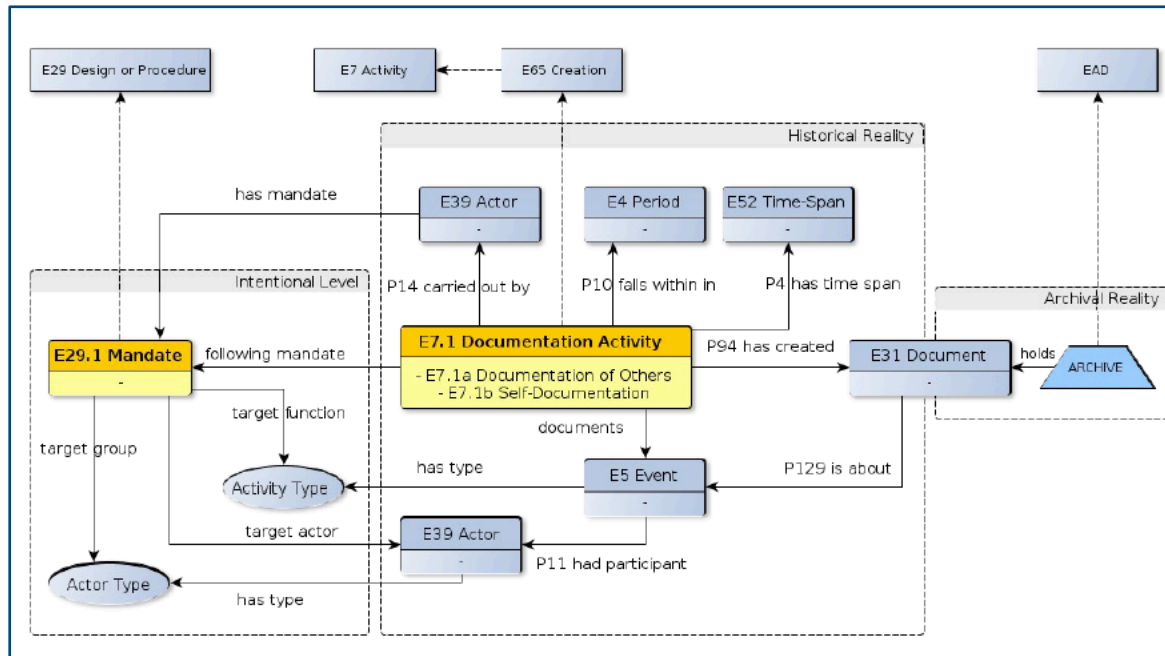 E29 Design or Procedure
E7 Activity
E65 Creation
EAD
Historical Reality
has mandate
E39 Actor
-
E4 Period
-
E52 Time-Span
-
Intentional Level
P14 carried out by
P10 falls within in
P4 has time span
Archival Reality
E29.1 Mandate
-
following mandate
E7.1 Documentation Activity
- E7.1a Documentation of Others
- E7.1b Self-Documentation
P94 has created
E31 Document
-
holds
ARCHIVE
target function
target group
documents
has type
E5 Event
-
P129 is about
Activity Type
target actor
E39 Actor
-
P11 had participant
Actor Type
has type